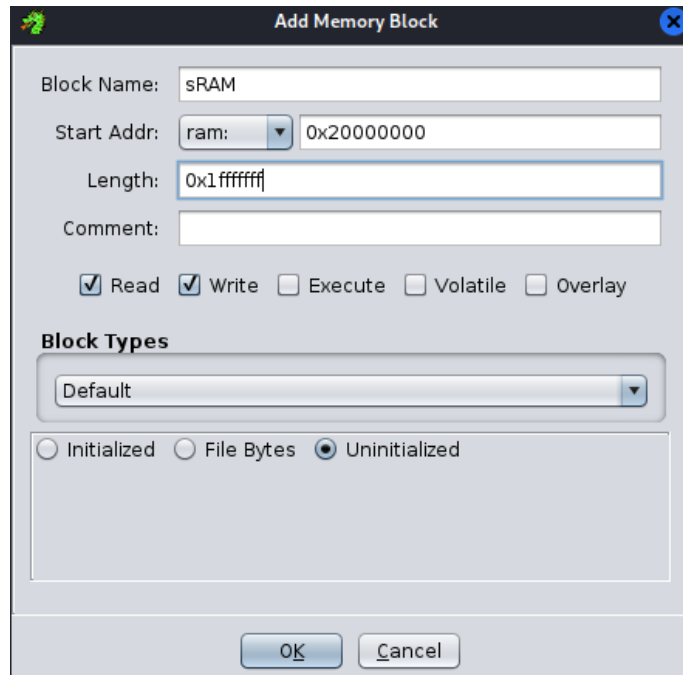 Add Memory Block
Block Name: sRAM
Start Addr: ram: 0x20000000
Length: 0x1fffffff
Comment:
Read Write Execute Volatile Overlay
Block Types
Default
Initialized File Bytes Uninitialized
OK Cancel